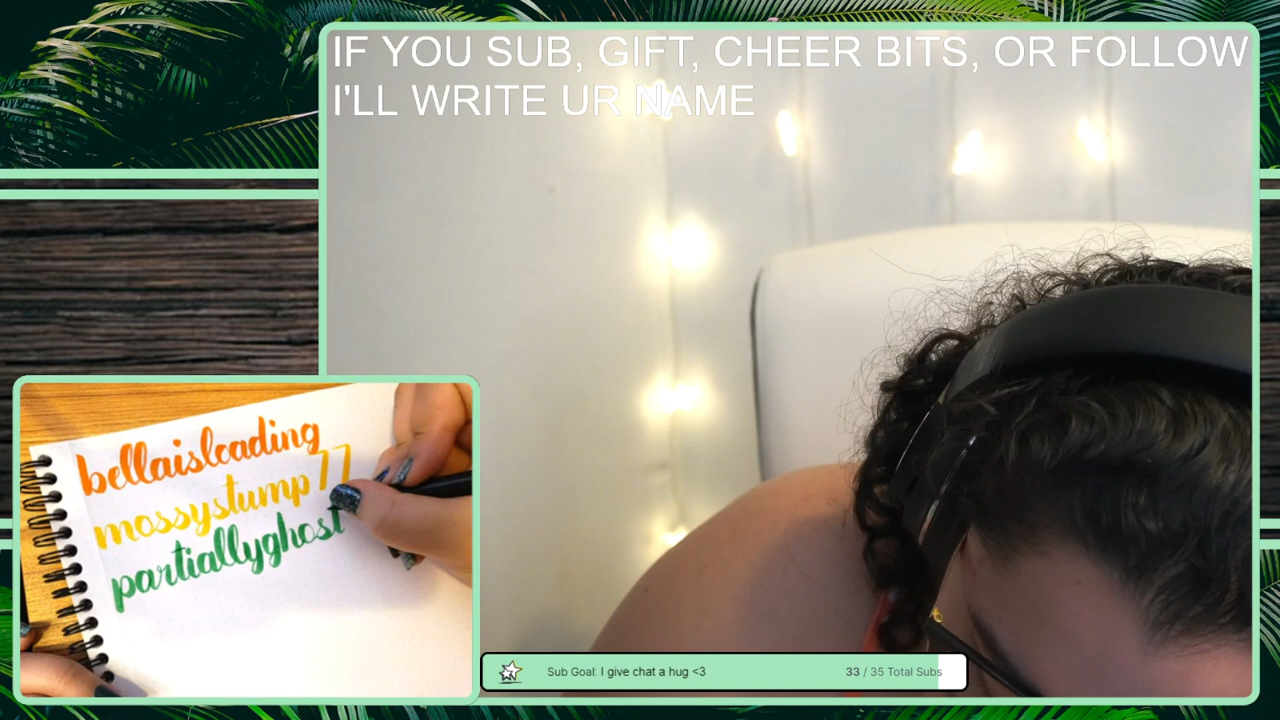 IF YOU SUB, GIFT, CHEER BITS, OR FOLLOW
I'LL WRITE UR NAME
bellaisloading
mossystump77
partiallyghost
Sub Goal: I give chat a hug <3
33 / 35 Total Subs